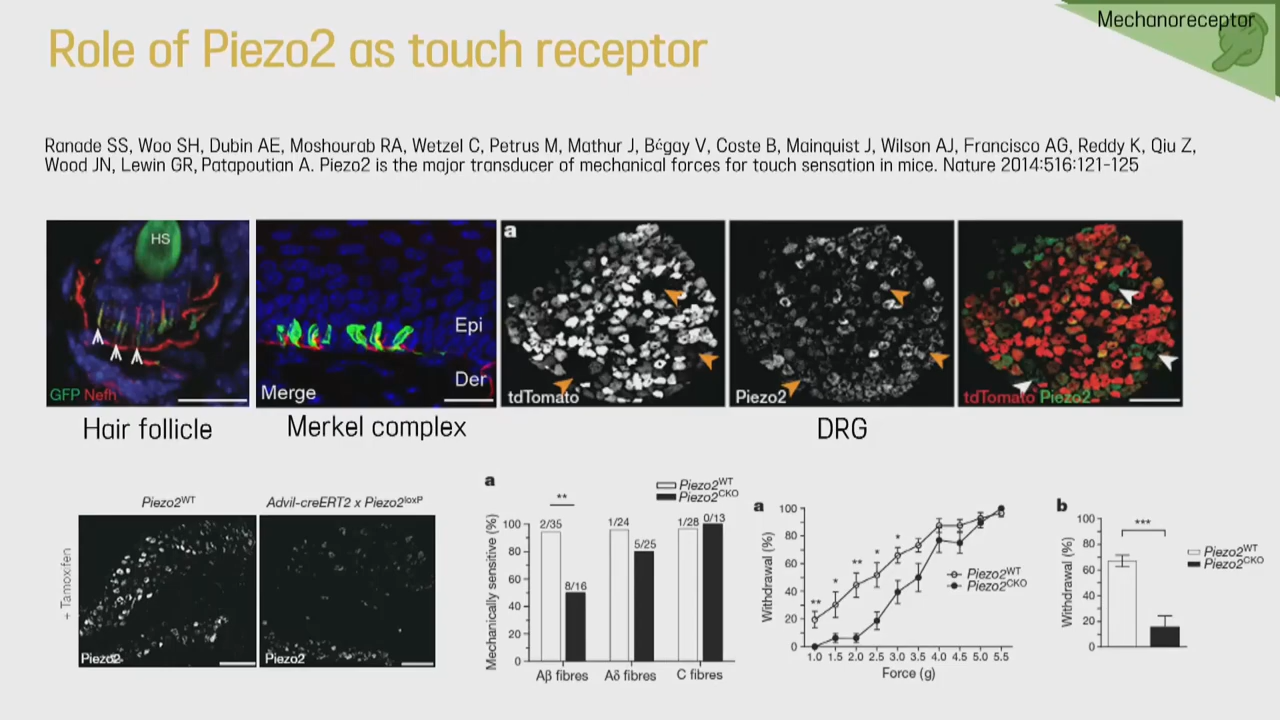 Mechanoreceptor
Role of Piezo2 as touch receptor
Ranade SS, Woo SH, Dubin AE, Moshourab RA, Wetzel C, Petrus M, Mathur J, Bégay V, Coste B, Mainquist J, Wilson AJ, Francisco AG, Reddy K, Qiu Z,
Wood JN, Lewin GR, Patapoutian A. Piezo2 is the major transducer of mechanical forces for touch sensation in mice. Nature 2014:516:121-125
HS
GFP Nefh
Epi
Der
Merge
a
tdTomato
Piezo2
tdTomato Piezo2
Hair follicle
Merkel complex
DRG
Piezo2WT
Advil-creERT2 x Piezo2loxP
+ Tamoxifen
Piezo2
Piezo2
a
Piezo2WT
Piezo2CKO
**
Mechanically sensitive (%)
100
80
60
40
20
0
2/35
8/16
1/24
5/25
1/28
0/13
Aβ fibres
Aδ fibres
C fibres
a
Withdrawal (%)
100
80
60
40
20
0
**
*
**
*
*
Piezo2WT
Piezo2CKO
1.0 1.5 2.0 2.5 3.0 3.5 4.0 4.5 5.0 5.5
Force (g)
b
Withdrawal (%)
100
80
60
40
20
0
***
Piezo2WT
Piezo2CKO